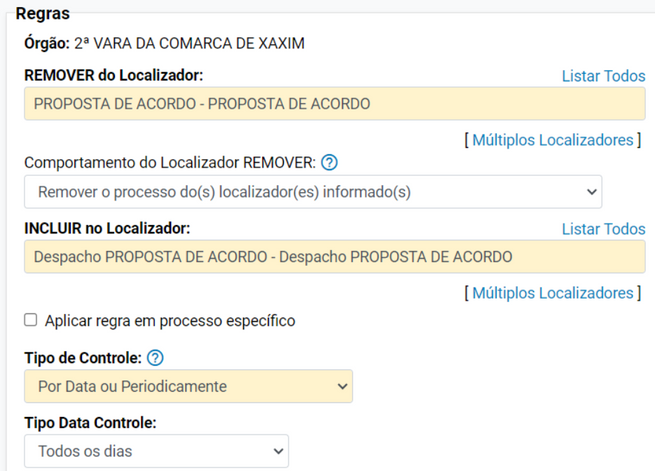 Regras
Órgão: 2ª VARA DA COMARCA DE XAXIM
REMOVER do Localizador: Listar Todos
PROPOSTA DE ACORDO - PROPOSTA DE ACORDO
[ Múltiplos Localizadores ]
Comportamento do Localizador REMOVER: ?
Remover o processo do(s) localizador(es) informado(s)
INCLUIR no Localizador: Listar Todos
Despacho PROPOSTA DE ACORDO - Despacho PROPOSTA DE ACORDO
[ Múltiplos Localizadores ]
Aplicar regra em processo específico
Tipo de Controle: ?
Por Data ou Periodicamente
Tipo Data Controle:
Todos os dias